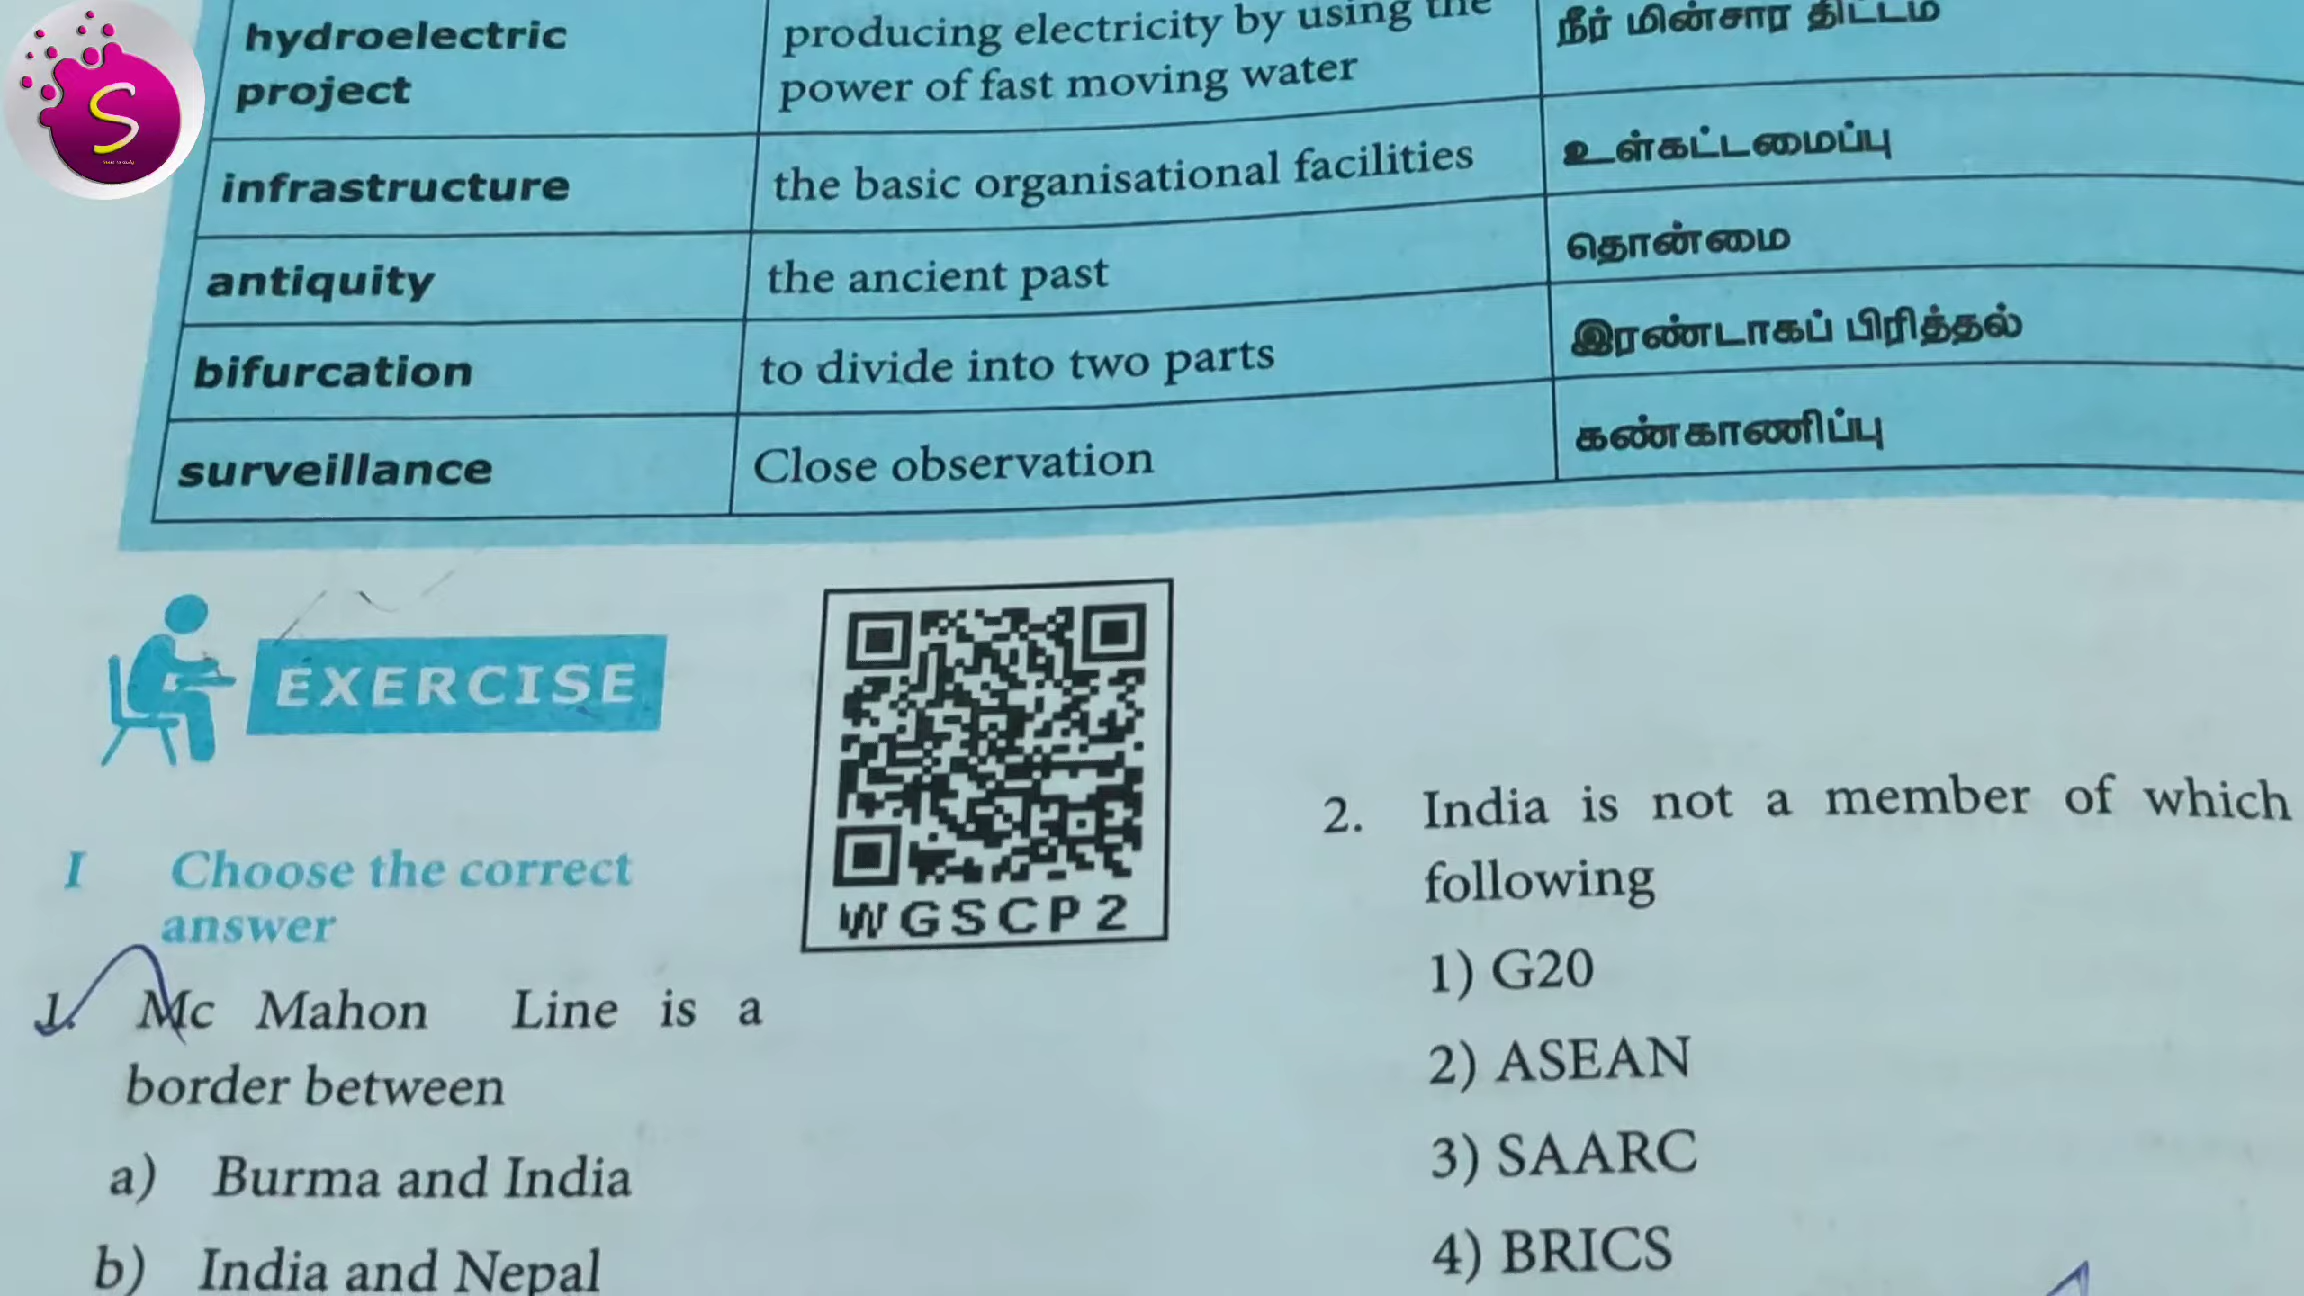 hydroelectric
project
producing electricity by using the
power of fast moving water
நீர் மின்சார திட்டம்
infrastructure
the basic organisational facilities
உள்கட்டமைப்பு
antiquity
the ancient past
தொன்மை
bifurcation
to divide into two parts
இரண்டாகப் பிரித்தல்
surveillance
Close observation
கண்காணிப்பு
S
EXERCISE
WGSCP2
I Choose the correct
answer
1. Mc Mahon Line is a
border between
a) Burma and India
b) India and Nepal
2. India is not a member of which
following
1) G20
2) ASEAN
3) SAARC
4) BRICS